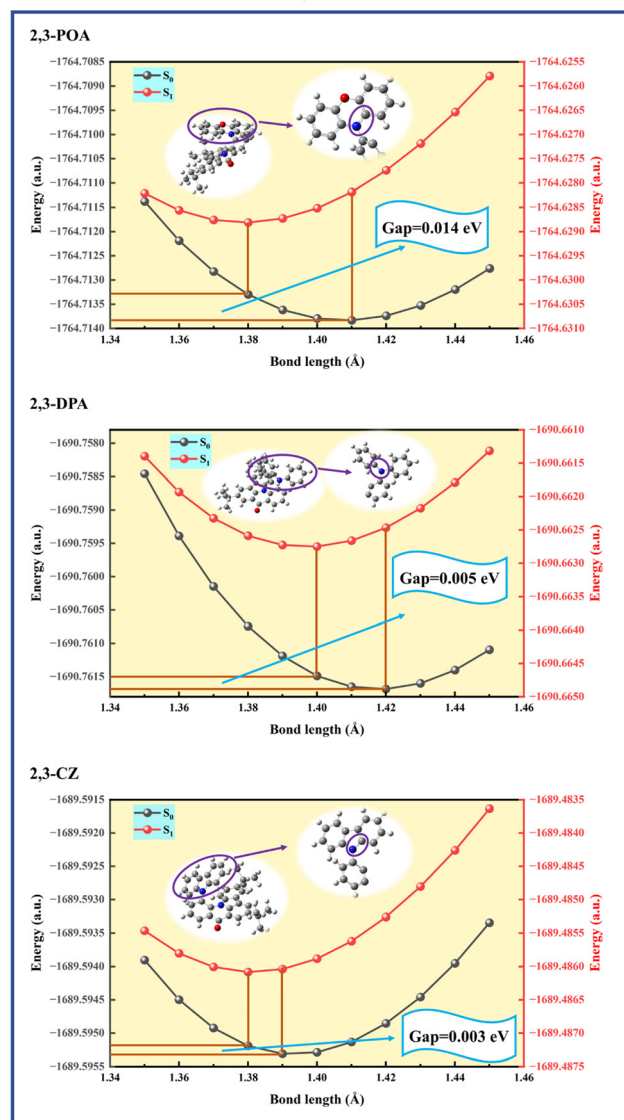 2,3-POA
S₀
S₁
Gap=0.014 eV
Energy (a.u.)
−1764.7085
−1764.7090
−1764.7095
−1764.7100
−1764.7105
−1764.7110
−1764.7115
−1764.7120
−1764.7125
−1764.7130
−1764.7135
−1764.7140
−1764.6250
−1764.6255
−1764.6260
−1764.6265
−1764.6270
−1764.6275
−1764.6280
−1764.6285
−1764.6290
−1764.6295
−1764.6300
−1764.6305
−1764.6310
Energy (a.u.)
1.34 1.36 1.38 1.40 1.42 1.44 1.46
Bond length (Å)
2,3-DPA
S₀
S₁
Gap=0.005 eV
Energy (a.u.)
−1690.7580
−1690.7585
−1690.7590
−1690.7595
−1690.7600
−1690.7605
−1690.7610
−1690.7615
−1690.6610
−1690.6615
−1690.6620
−1690.6625
−1690.6630
−1690.6635
−1690.6640
−1690.6645
−1690.6650
Energy (a.u.)
1.34 1.36 1.38 1.40 1.42 1.44 1.46
Bond length (Å)
2,3-CZ
S₀
S₁
Gap=0.003 eV
Energy (a.u.)
−1689.5915
−1689.5920
−1689.5925
−1689.5930
−1689.5935
−1689.5940
−1689.5945
−1689.5950
−1689.5955
−1689.4835
−1689.4840
−1689.4845
−1689.4850
−1689.4855
−1689.4860
−1689.4865
−1689.4870
−1689.4875
Energy (a.u.)
1.34 1.36 1.38 1.40 1.42 1.44 1.46
Bond length (Å)